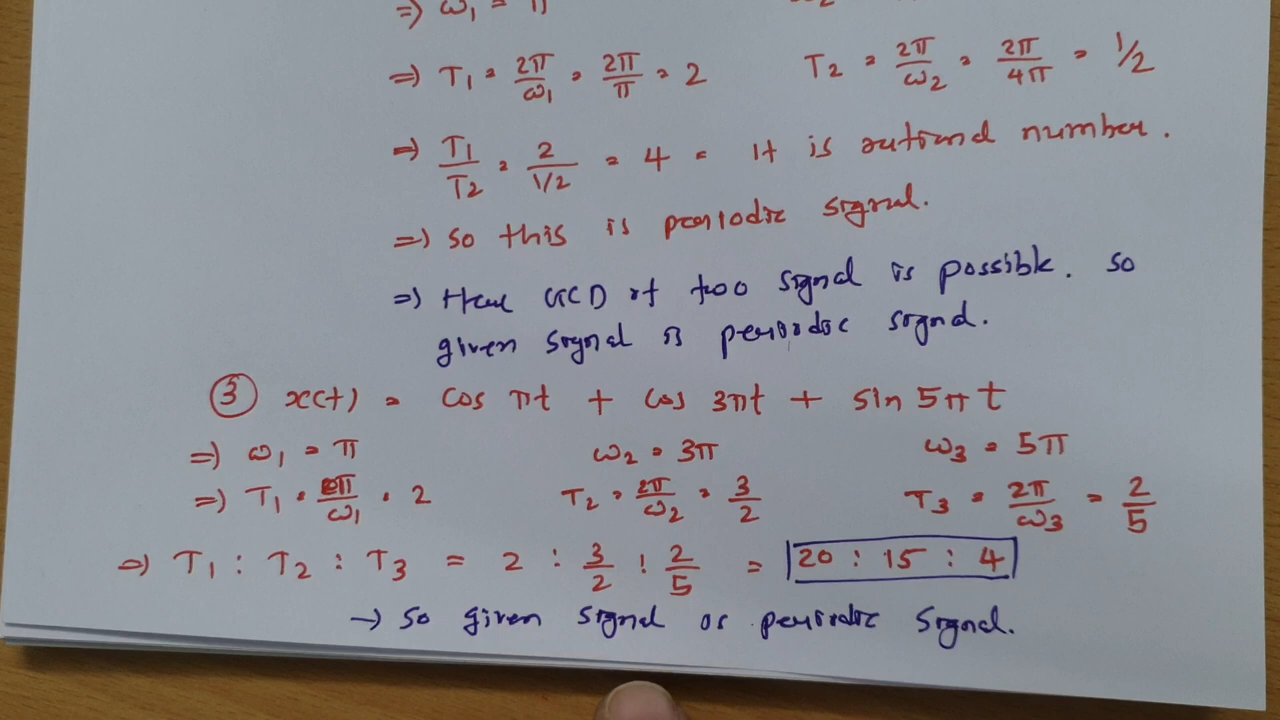 ⇒ ω₁ = π
⇒ T₁ = 2π/ω₁ = 2π/π = 2 T₂ = 2π/ω₂ = 2π/4π = 1/2
⇒ T₁/T₂ = 2/1/2 = 4 = It is rational number.
⇒ So this is periodic signal.
⇒ Here GCD of two signal is possible. So
given signal is periodic signal.
③ x(t) = cos πt + cos 3πt + sin 5πt
⇒ ω₁ = π ω₂ = 3π ω₃ = 5π
⇒ T₁ = 2π/ω₁ = 2 T₂ = 2π/ω₂ = 3/2 T₃ = 2π/ω₃ = 2/5
⇒ T₁ : T₂ : T₃ = 2 : 3/2 : 2/5 = 20 : 15 : 4
→ So given signal is periodic signal.